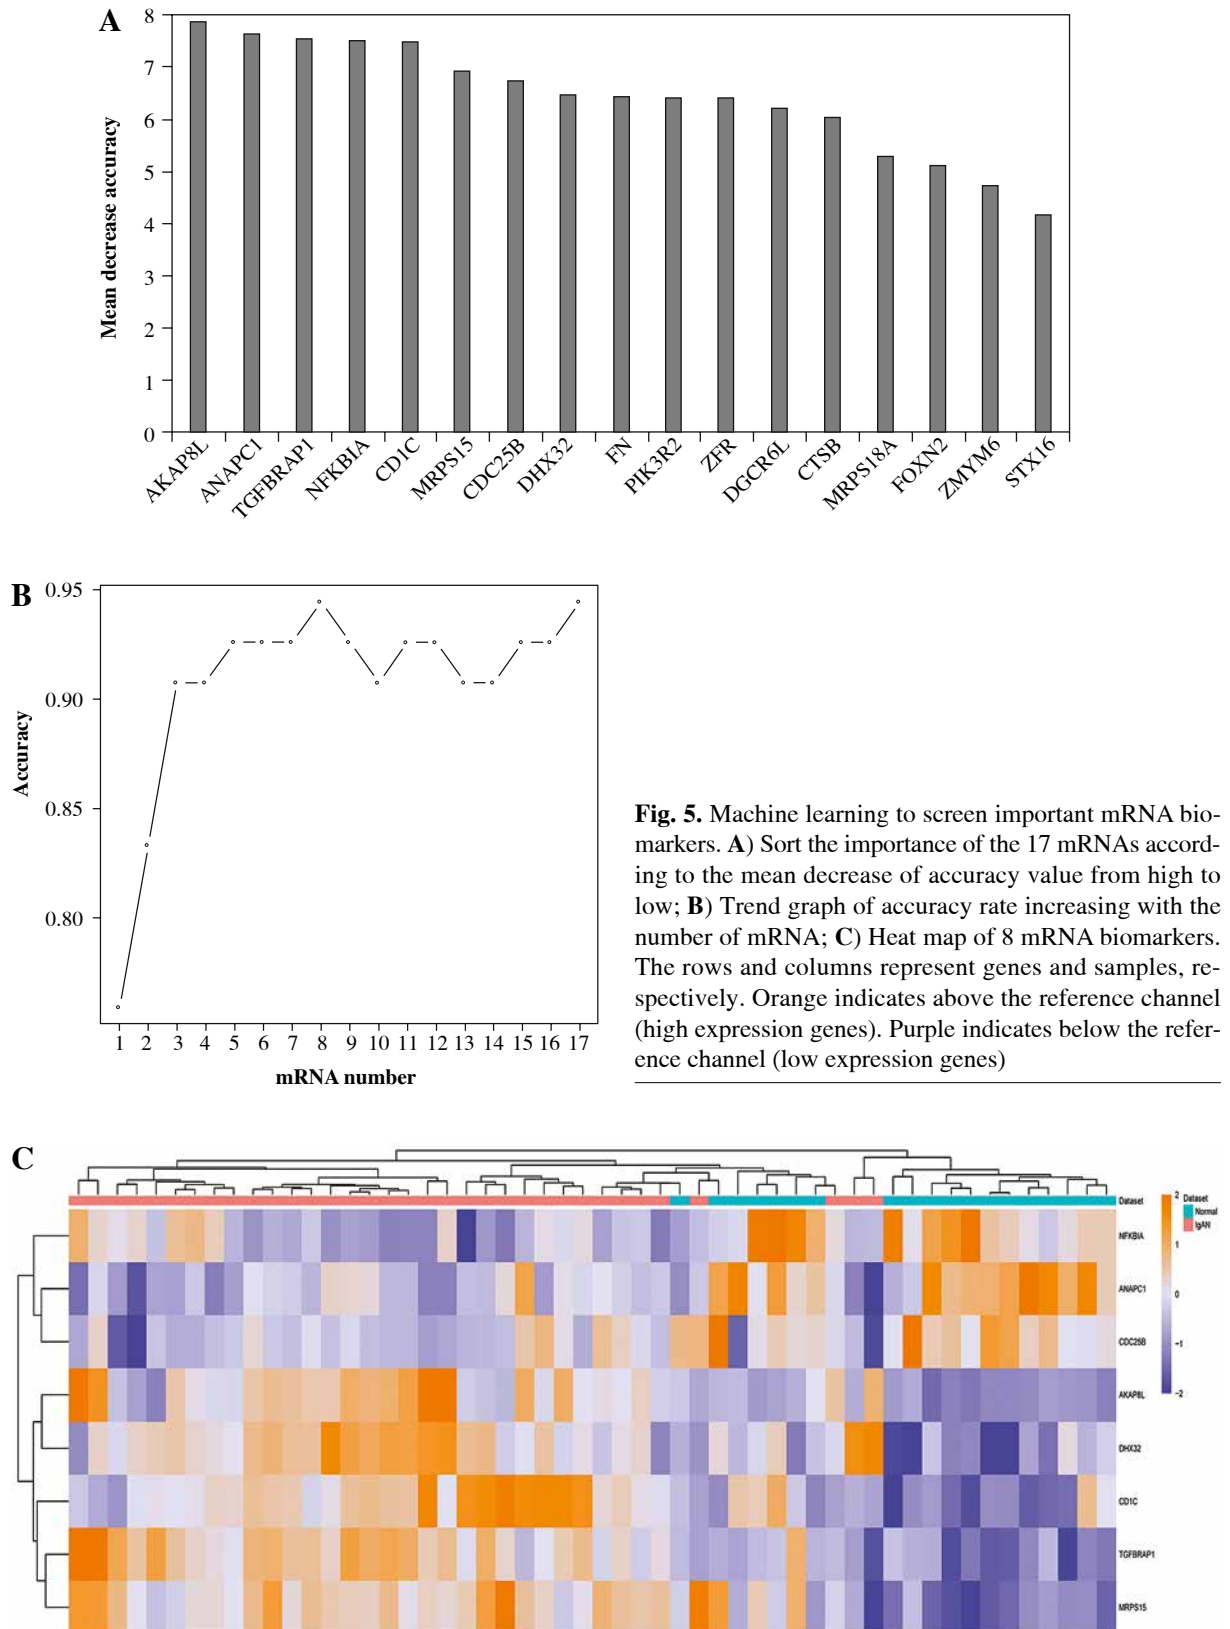 A
8
7
6
5
4
3
2
1
0
Mean decrease accuracy
AKAP8L
ANAPC1
TGFBRAP1
NFKBIA
CD1C
MRPS15
CDC25B
DHX32
FN
PIK3R2
ZFR
DGCR6L
CTSB
MRPS18A
FOXN2
ZMYM6
STX16
B
0.95
0.90
0.85
0.80
Accuracy
1 2 3 4 5 6 7 8 9 10 11 12 13 14 15 16 17
mRNA number
Fig. 5. Machine learning to screen important mRNA bio-
markers. A) Sort the importance of the 17 mRNAs accord-
ing to the mean decrease of accuracy value from high to
low; B) Trend graph of accuracy rate increasing with the
number of mRNA; C) Heat map of 8 mRNA biomarkers.
The rows and columns represent genes and samples, re-
spectively. Orange indicates above the reference channel
(high expression genes). Purple indicates below the refer-
ence channel (low expression genes)
C
Dataset
NFKBIA
ANAPC1
CDC25B
AKAP8L
DHX32
CD1C
TGFBRAP1
MRPS15
2
1
0
−1
−2
Dataset
Normal
IgAN